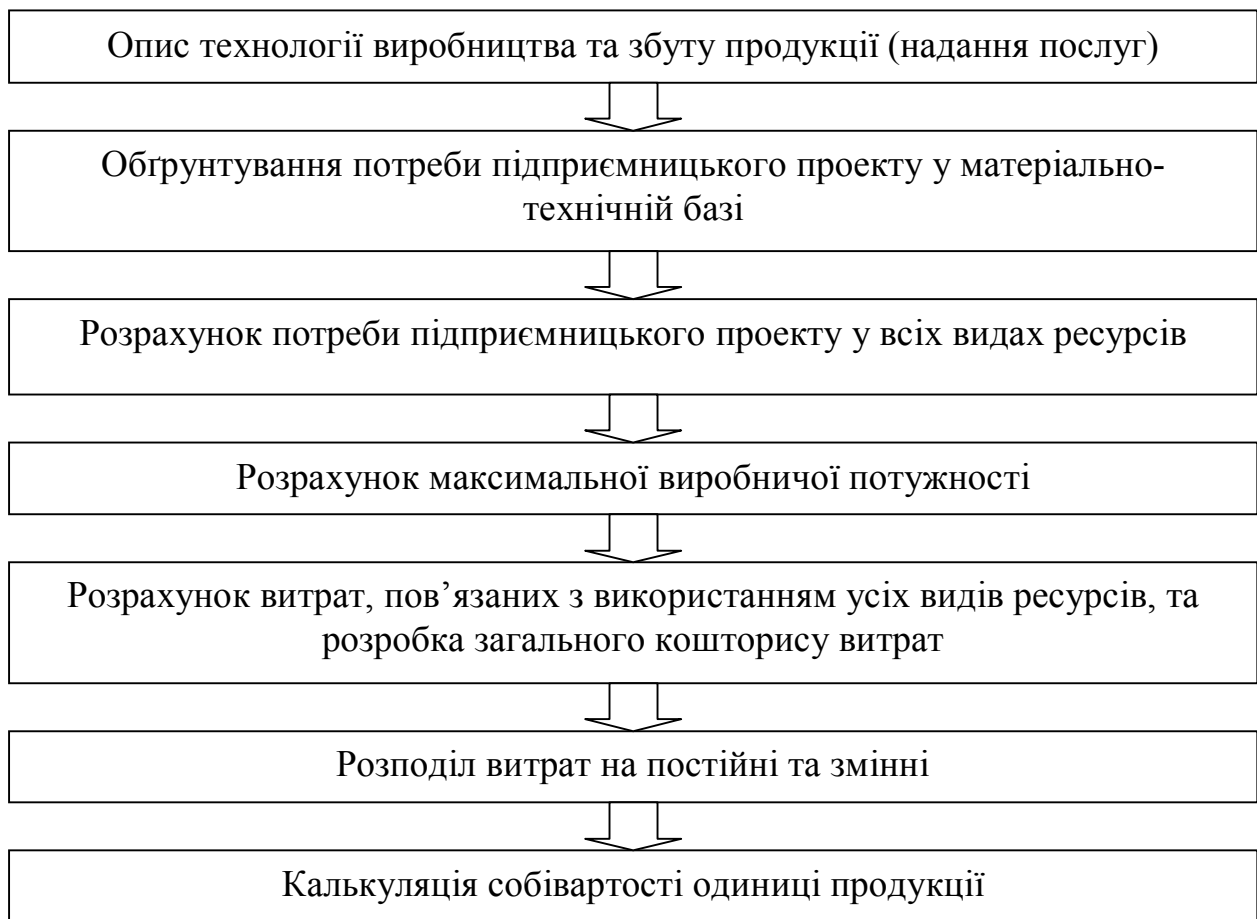 Опис технології виробництва та збуту продукції (надання послуг)
Обґрунтування потреби підприємницького проекту у матеріально-
технічній базі
Розрахунок потреби підприємницького проекту у всіх видах ресурсів
Розрахунок максимальної виробничої потужності
Розрахунок витрат, пов’язаних з використанням усіх видів ресурсів, та
розробка загального кошторису витрат
Розподіл витрат на постійні та змінні
Калькуляція собівартості одиниці продукції